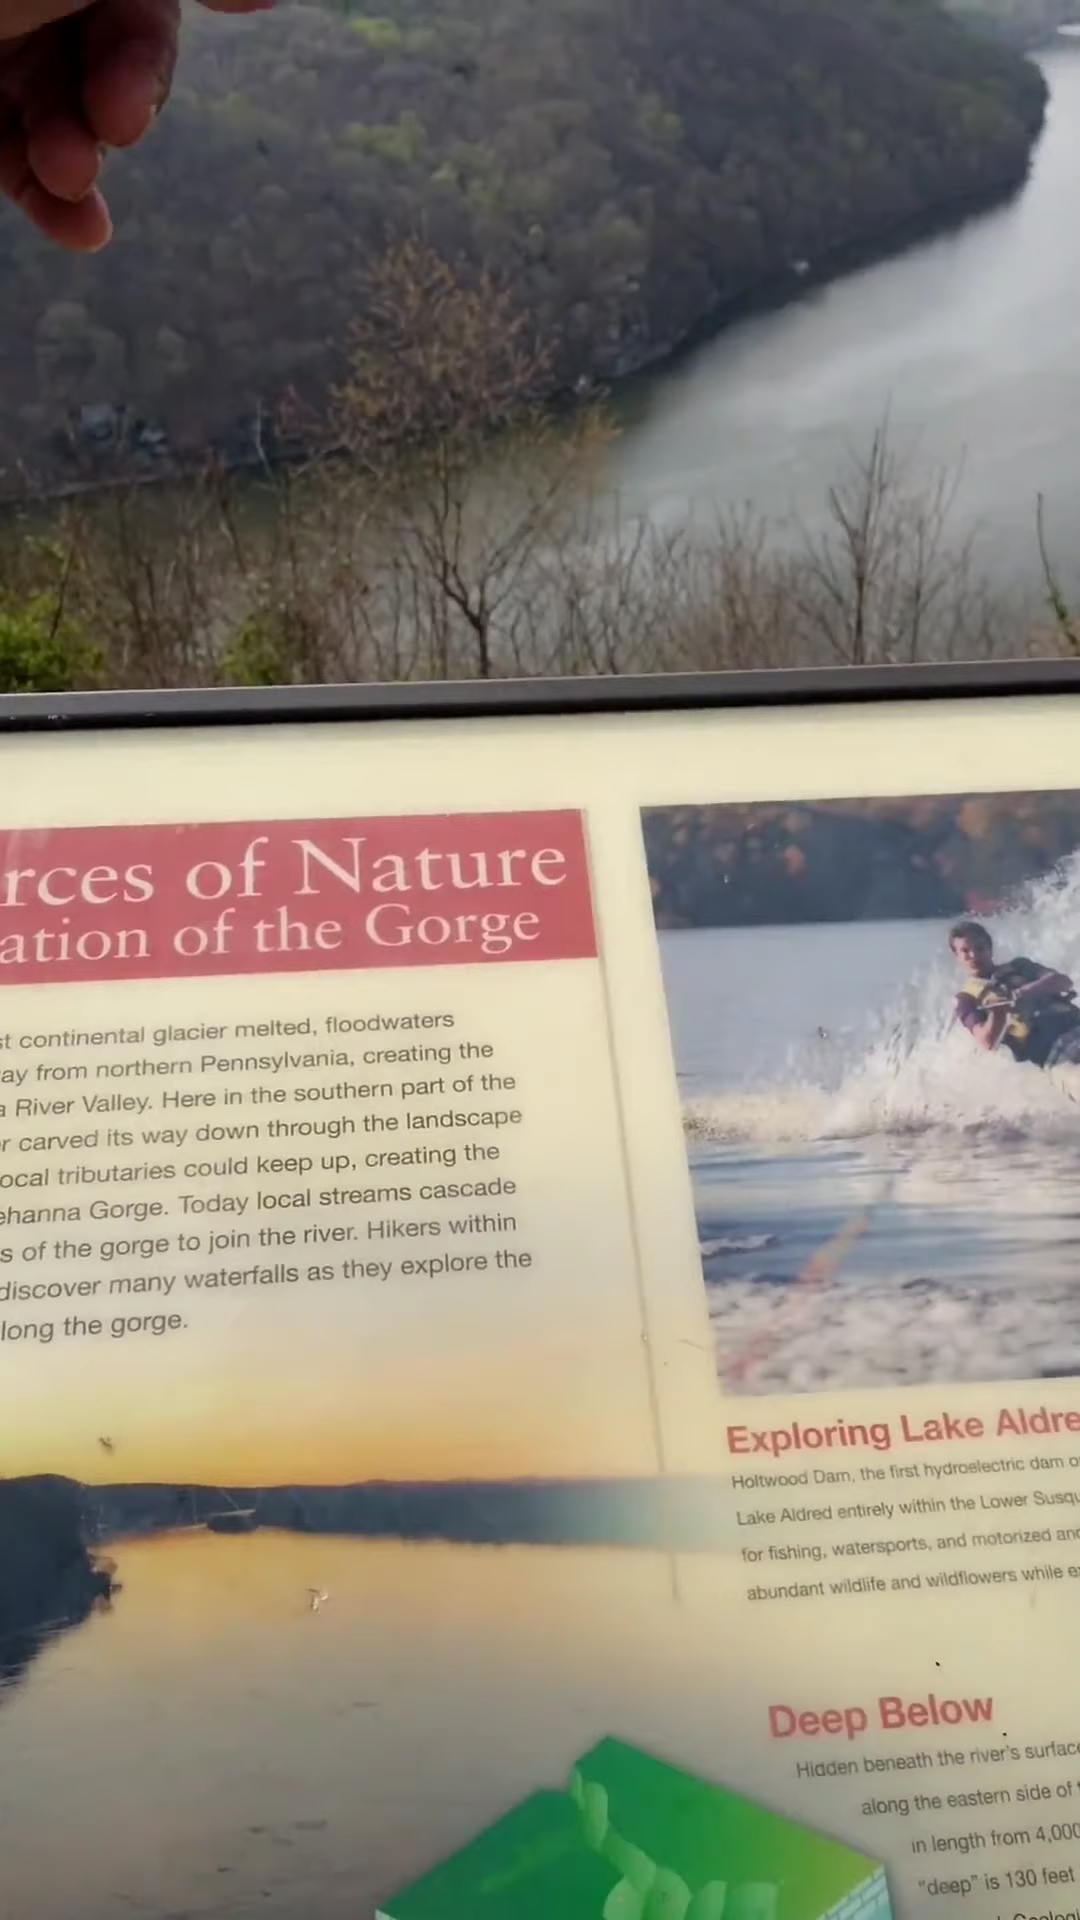 rces of Nature
ation of the Gorge
st continental glacier melted, floodwaters
ay from northern Pennsylvania, creating the
a River Valley. Here in the southern part of the
r carved its way down through the landscape
ocal tributaries could keep up, creating the
ehanna Gorge. Today local streams cascade
s of the gorge to join the river. Hikers within
discover many waterfalls as they explore the
long the gorge.
Exploring Lake Aldre
Holtwood Dam, the first hydroelectric dam o
Lake Aldred entirely within the Lower Susqu
for fishing, watersports, and motorized and
abundant wildlife and wildflowers while e
Deep Below
Hidden beneath the river's surface
along the eastern side of
in length from 4,000
"deep" is 130 feet